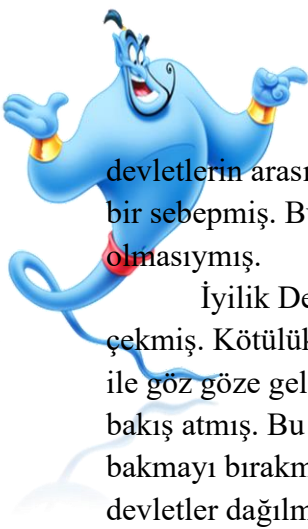 devletlerin arası
bir sebepmiş. B
olmasıymış.
İyilik De
çekmiş. Kötülük
ile göz göze gel
bakış atmış. Bu
bakmayı bırakm
devletler dağılm